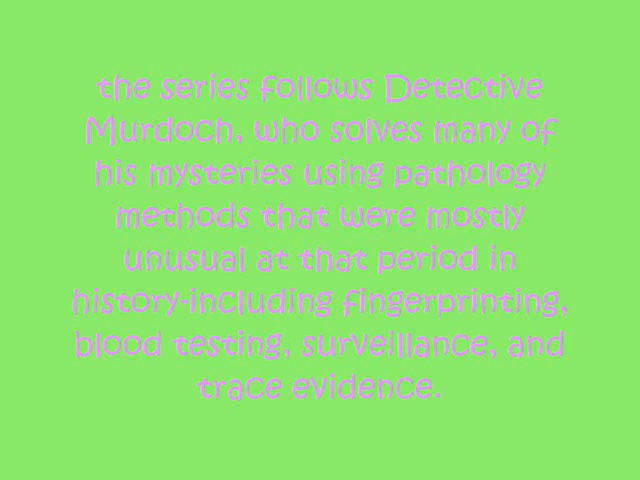 the series follows Detective
Murdoch, who solves many of
his mysteries using pathology
methods that were mostly
unusual at that period in
history-including fingerprinting,
blood testing, surveillance, and
trace evidence.